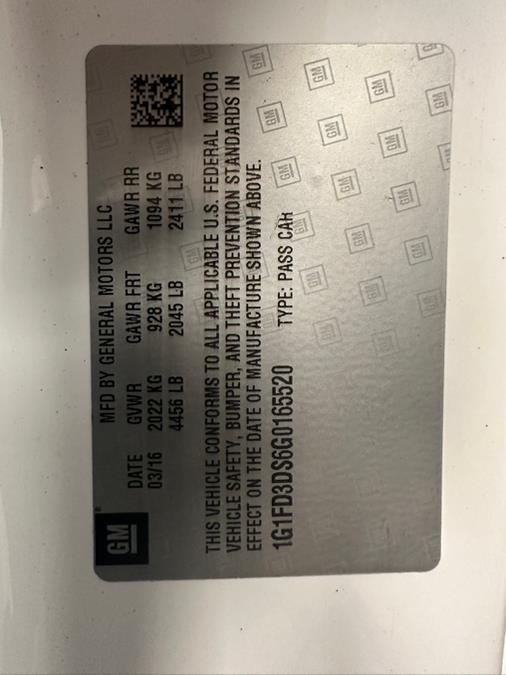 GM
MFD BY GENERAL MOTORS LLC
DATE GVWR GAWR FRT GAWR RR
03/16 2022 KG 928 KG 1094 KG
4456 LB 2045 LB 2411 LB
THIS VEHICLE CONFORMS TO ALL APPLICABLE U.S. FEDERAL MOTOR
VEHICLE SAFETY, BUMPER, AND THEFT PREVENTION STANDARDS IN
EFFECT ON THE DATE OF MANUFACTURE SHOWN ABOVE.
1G1FD3DS6G0165520 TYPE: PASS CAR